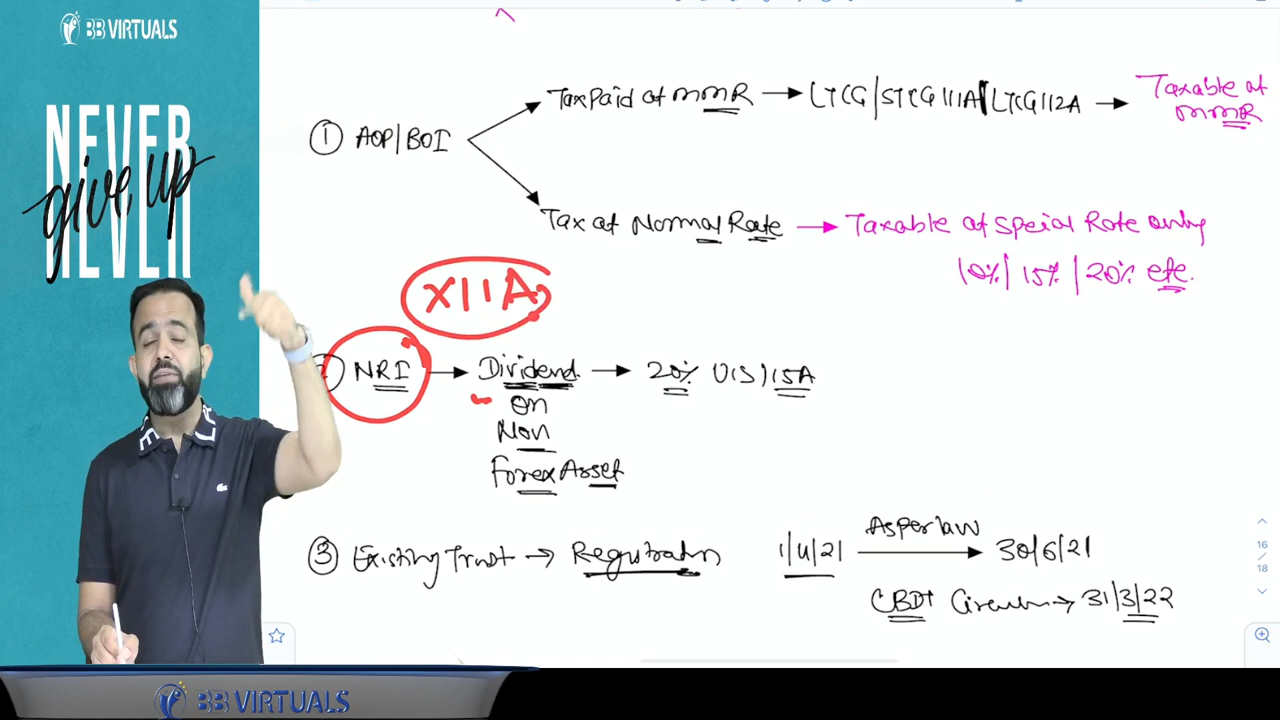 BB VIRTUALS
NEVER
give up
NEVER
① AOP/BOI
Tax Paid at MMR → LTCG/STCG 111A/LTCG 112A → Taxable at MMR
Tax at Normal Rate → Taxable at special Rate only
10%/15%/20% etc.
XIIA
NRI → Dividend → 20% U/S 115A
on
Non
Forex Asset
③ Existing Trust → Registration 1/4/21 As per law 30/6/21
CBDT Circular → 31/3/22
16
/
18
BB VIRTUALS